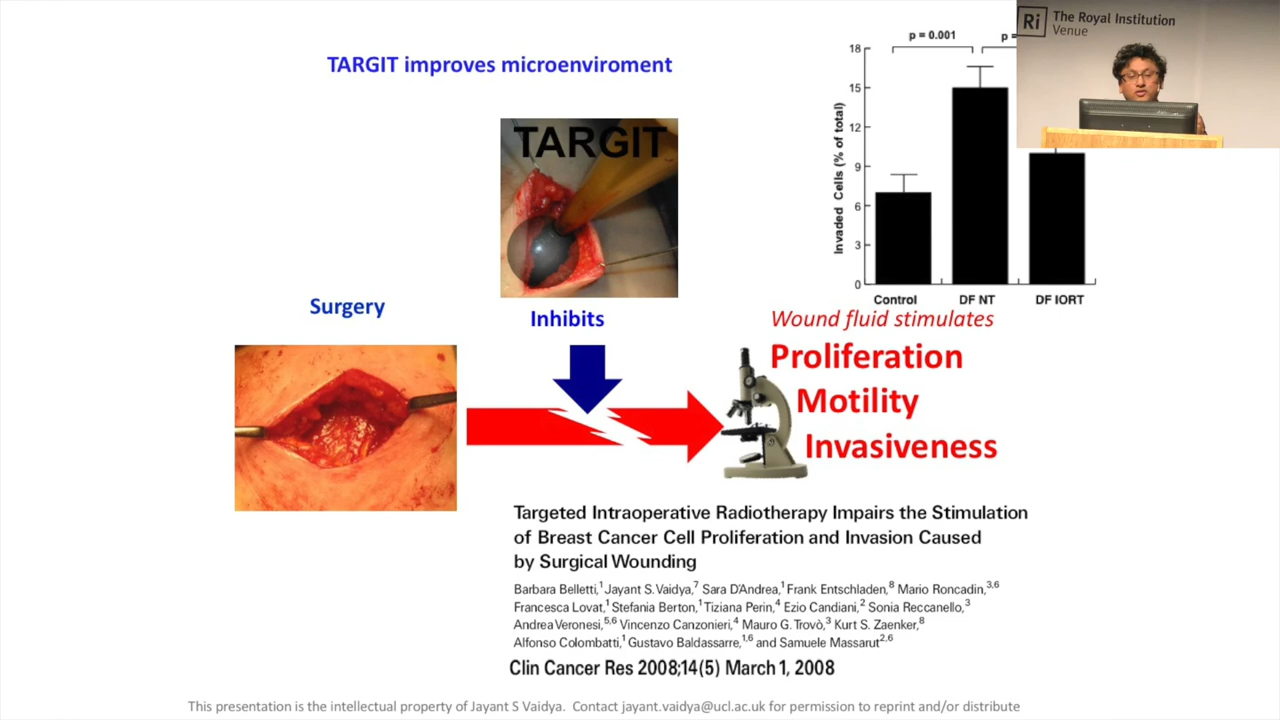 TARGIT improves microenviroment
TARGIT
Surgery
Inhibits
p = 0.001
p =
18
15
12
9
6
3
0
Invaded Cells (% of total)
Control
DF NT
DF IORT
Ri
The Royal Institution
Venue
Wound fluid stimulates
Proliferation
Motility
Invasiveness
Targeted Intraoperative Radiotherapy Impairs the Stimulation
of Breast Cancer Cell Proliferation and Invasion Caused
by Surgical Wounding
Barbara Belletti,1 Jayant S. Vaidya,7 Sara D'Andrea,1 Frank Entschladen,8 Mario Roncadin,3,6
Francesca Lovat,1 Stefania Berton,1 Tiziana Perin,4 Ezio Candiani,2 Sonia Reccanello,3
Andrea Veronesi,5,6 Vincenzo Canzonieri,4 Mauro G. Trovò,3 Kurt S. Zaenker,8
Alfonso Colombatti,1 Gustavo Baldassarre,1,6 and Samuele Massarut2,6
Clin Cancer Res 2008;14(5) March 1, 2008
This presentation is the intellectual property of Jayant S Vaidya. Contact jayant.vaidya@ucl.ac.uk for permission to reprint and/or distribute